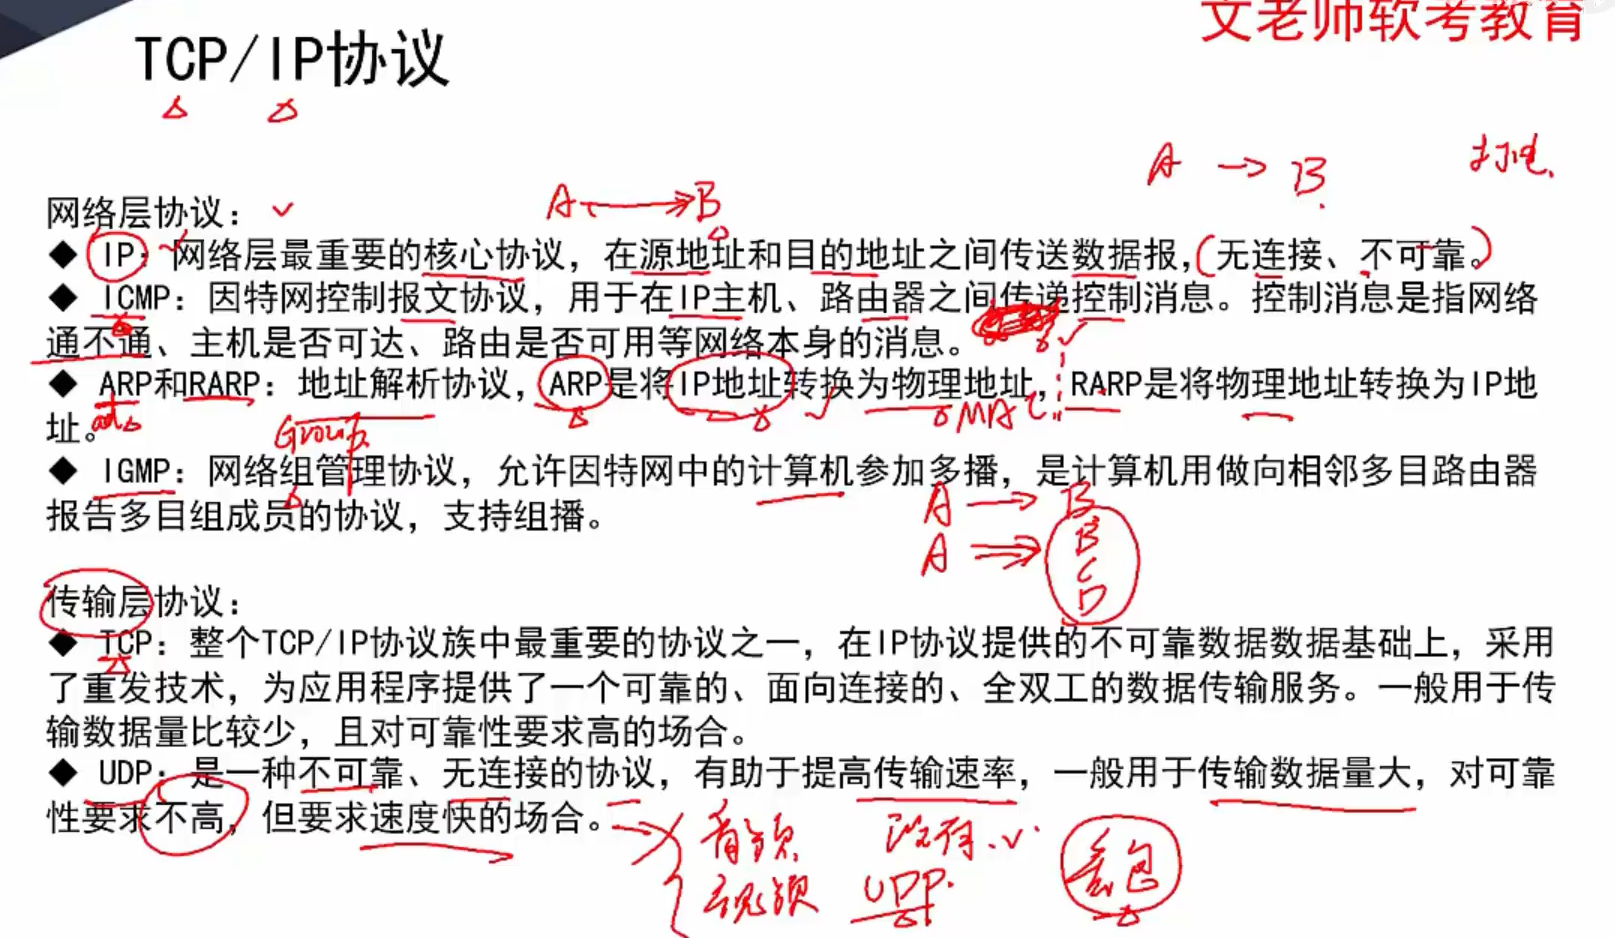 文老师软考教育
TCP/IP协议
A → B
打电
A B
网络层协议：
◆ IP：网络层最重要的核心协议，在源地址和目的地址之间传送数据报，（无连接、不可靠。）
◆ ICMP：因特网控制报文协议，用于在IP主机、路由器之间传递控制消息。控制消息是指网络
通不通、主机是否可达、路由是否可用等网络本身的消息。
◆ ARP和RARP：地址解析协议，ARP是将IP地址转换为物理地址，RARP是将物理地址转换为IP地
址。
MAC
Group
◆ IGMP：网络组管理协议，允许因特网中的计算机参加多播，是计算机用做向相邻多目路由器
报告多目组成员的协议，支持组播。
A → B
A ⇒ B
C
D
传输层协议：
◆ TCP：整个TCP/IP协议族中最重要的协议之一，在IP协议提供的不可靠数据数据基础上，采用
了重发技术，为应用程序提供了一个可靠的、面向连接的、全双工的数据传输服务。一般用于传
输数据量比较少，且对可靠性要求高的场合。
◆ UDP：是一种不可靠、无连接的协议，有助于提高传输速率，一般用于传输数据量大，对可靠
性要求不高，但要求速度快的场合。
音频
视频 UDP
丢包